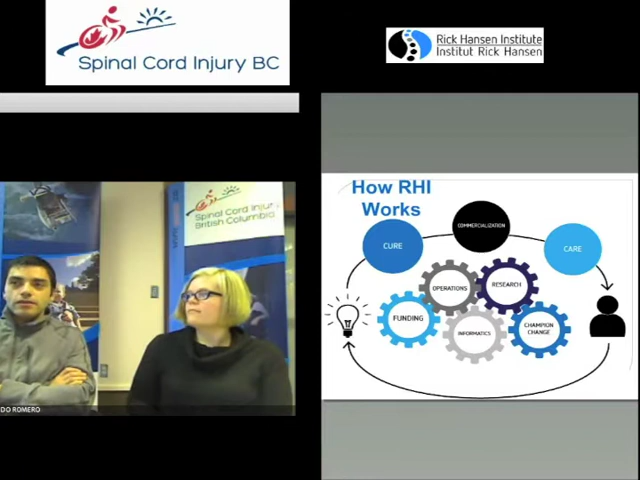 Spinal Cord Injury BC
Rick Hansen Institute
Institut Rick Hansen
Spinal Cord Injury
British Columbia
DO ROMERO
How RHI
Works
COMMERCIALIZATION
CURE
CARE
OPERATIONS
RESEARCH
FUNDING
INFORMATICS
CHAMPION
CHANGE